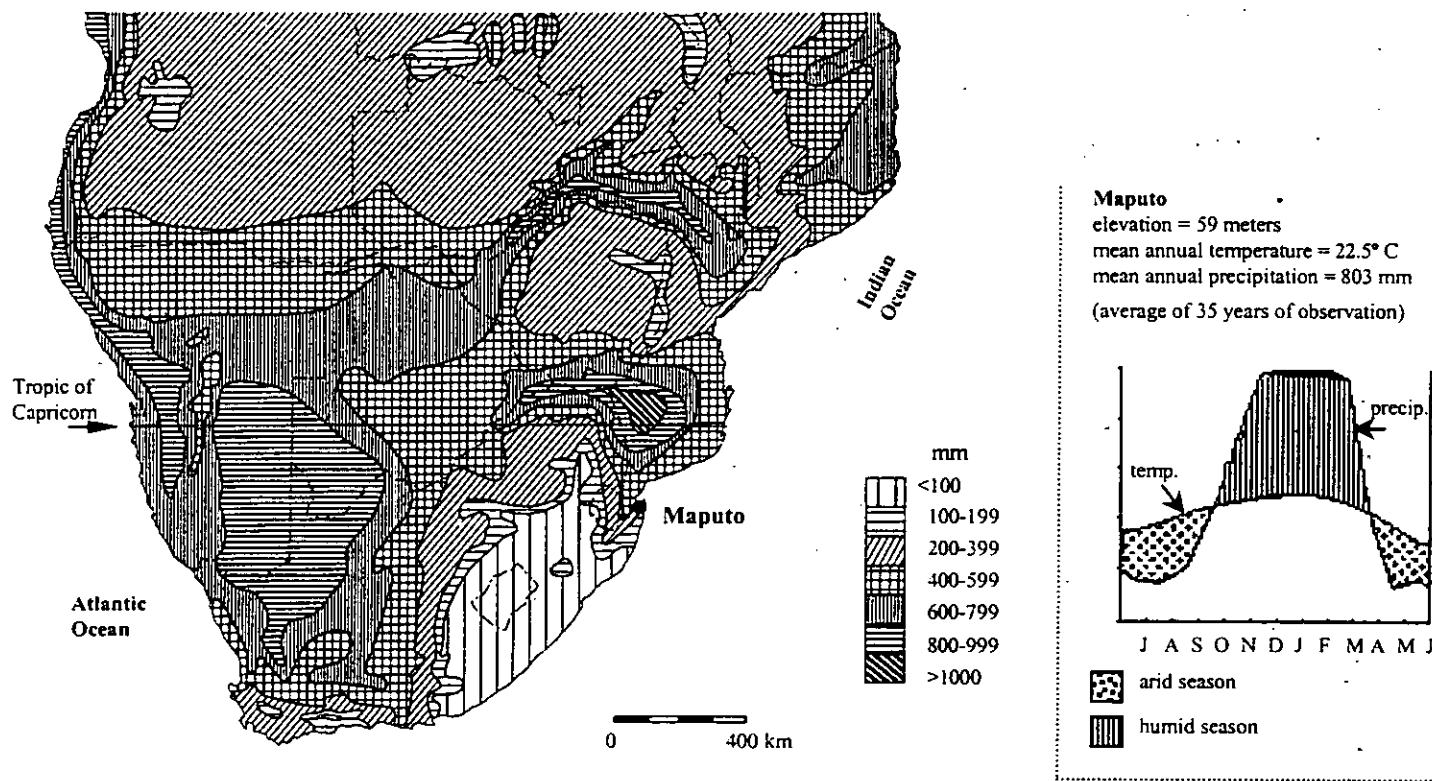 Tropic of
Capricorn
Atlantic
Ocean
Indian
Ocean
Maputo
mm
<100
100-199
200-399
400-599
600-799
800-999
>1000
0 400 km
Maputo
elevation = 59 meters
mean annual temperature = 22.5° C
mean annual precipitation = 803 mm
(average of 35 years of observation)
precip.
temp.
J A S O N D J F M A M J
arid season
humid season